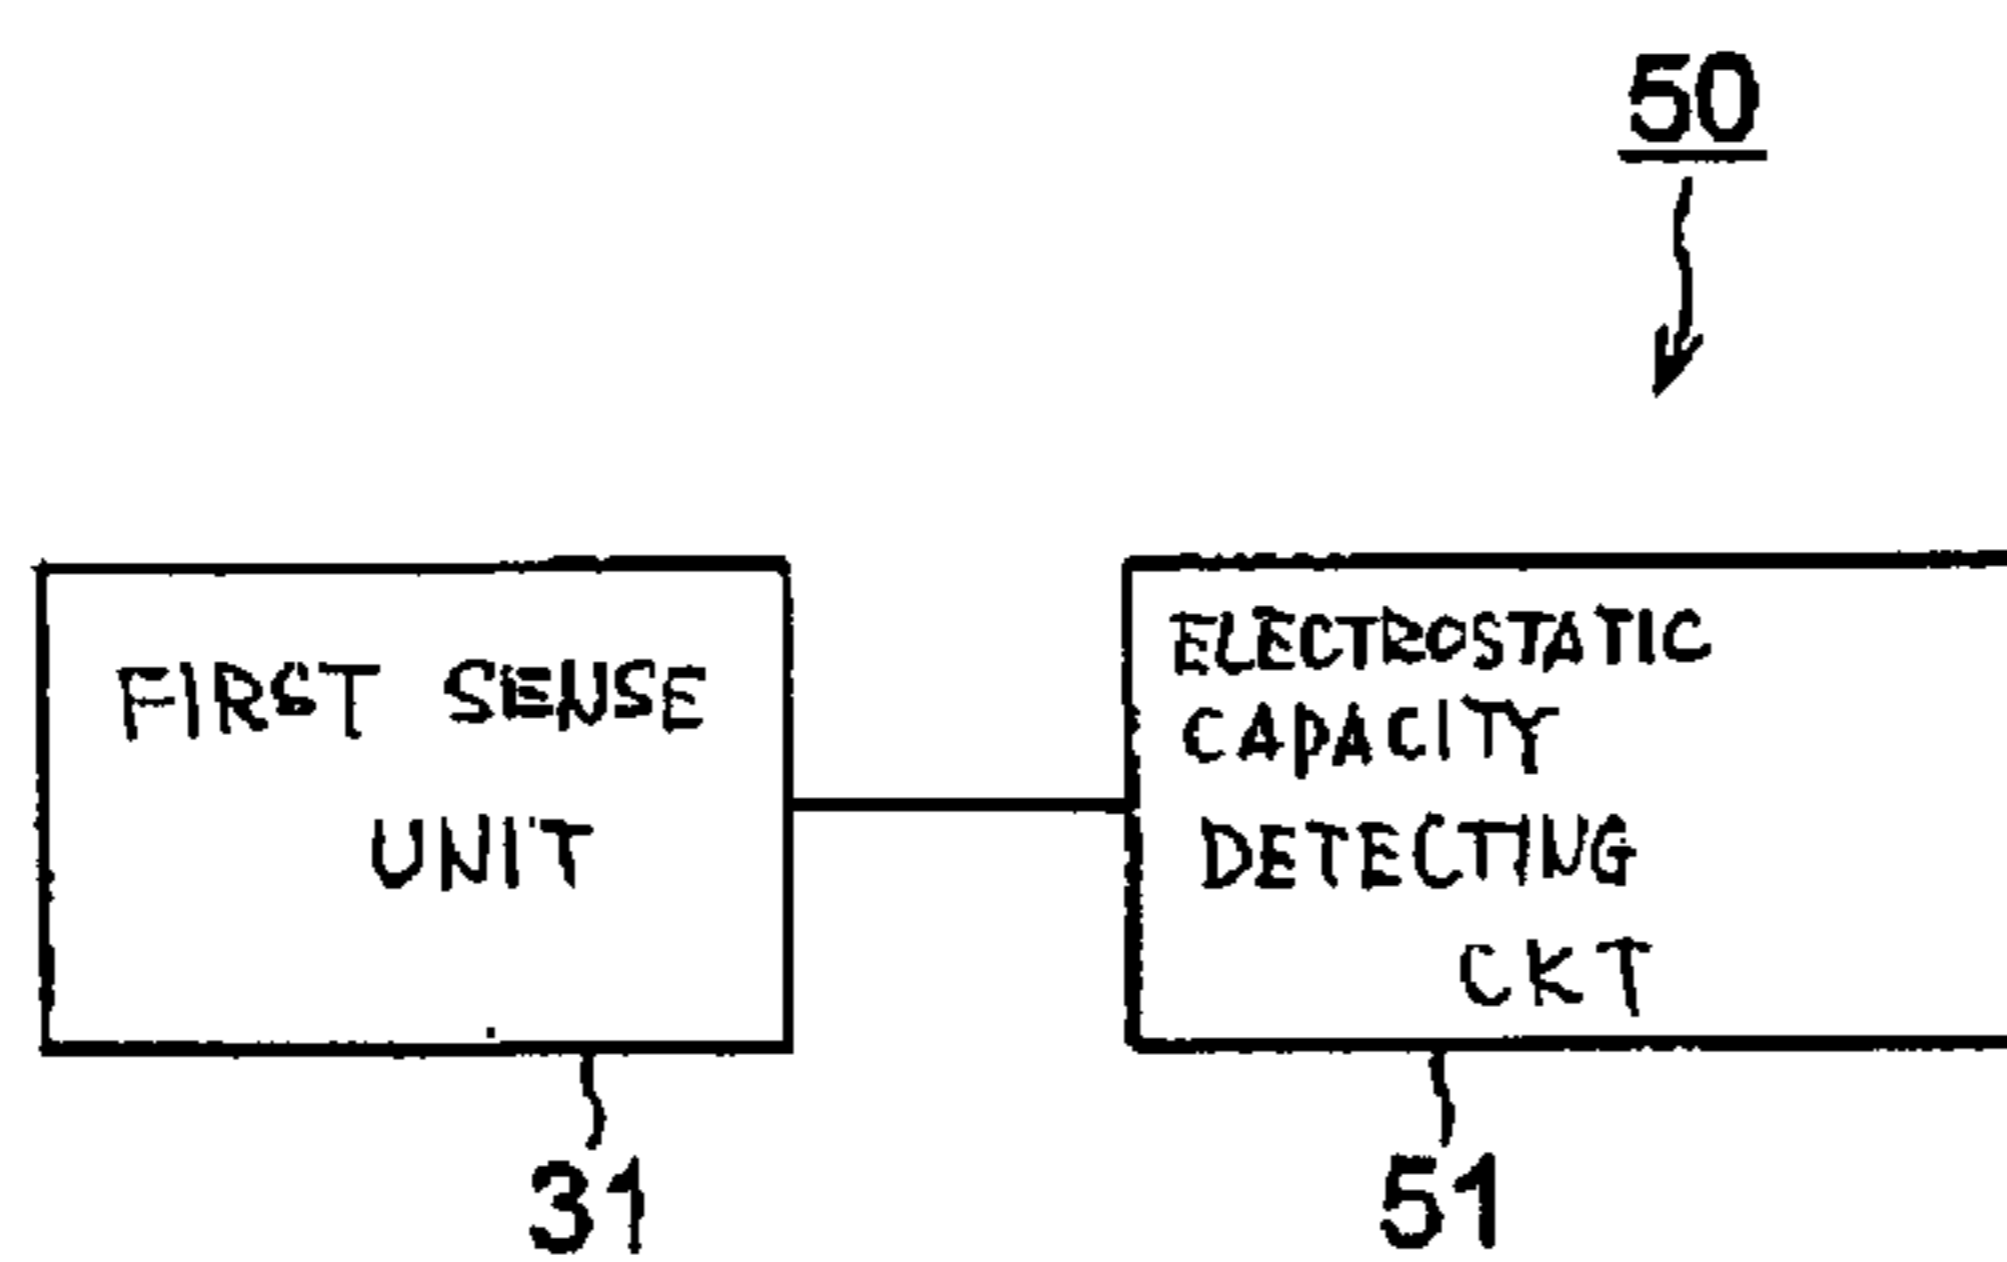 50
FIRST SENSE
UNIT
ELECTROSTATIC
CAPACITY
DETECTING
CKT
31
51